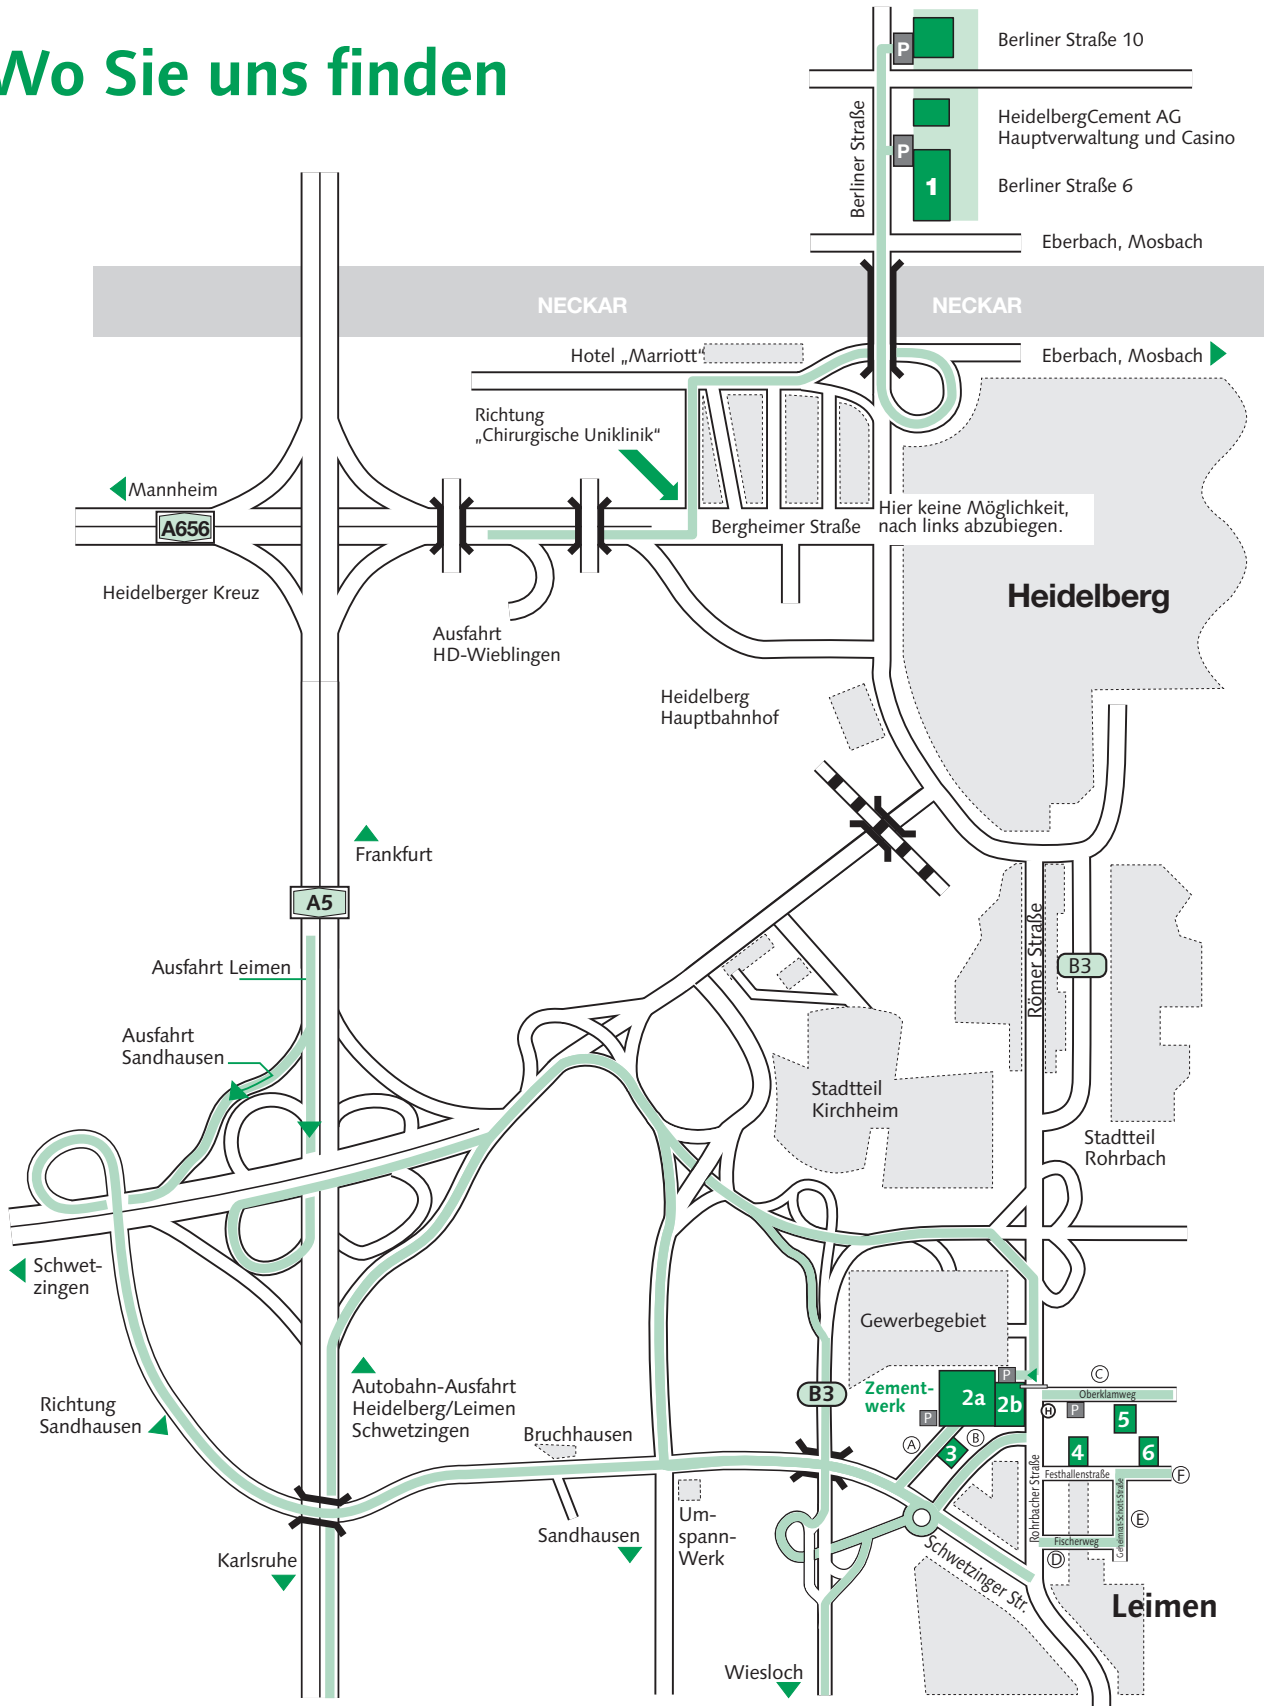 Wo Sie uns finden
P
Berliner Straße 10
Berliner Straße
HeidelbergCement AG
Hauptverwaltung und Casino
P
1
Berliner Straße 6
Eberbach, Mosbach
NECKAR
NECKAR
Hotel „Marriott“
Eberbach, Mosbach
Richtung
„Chirurgische Uniklinik“
Mannheim
A656
Bergheimer Straße
Hier keine Möglichkeit,
nach links abzubiegen.
Heidelberger Kreuz
Heidelberg
Ausfahrt
HD-Wieblingen
Heidelberg
Hauptbahnhof
Frankfurt
A5
Ausfahrt Leimen
Römer Straße
B3
Ausfahrt
Sandhausen
Stadtteil
Kirchheim
Stadtteil
Rohrbach
Schwet-
zingen
Gewerbegebiet
Autobahn-Ausfahrt
Heidelberg/Leimen
Schwetzingen
Richtung
Sandhausen
B3
Zement-
werk
P
2a
2b
P
C
Oberklamweg
H
P
5
Bruchhausen
A
3
B
4
6
Rohrbacher Straße
Festhallenstraße
F
Geheimrat-Schott-Straße
E
Um-
spann-
Werk
Sandhausen
Karlsruhe
Fischerweg
D
Schwetzinger Str.
Leimen
Wiesloch